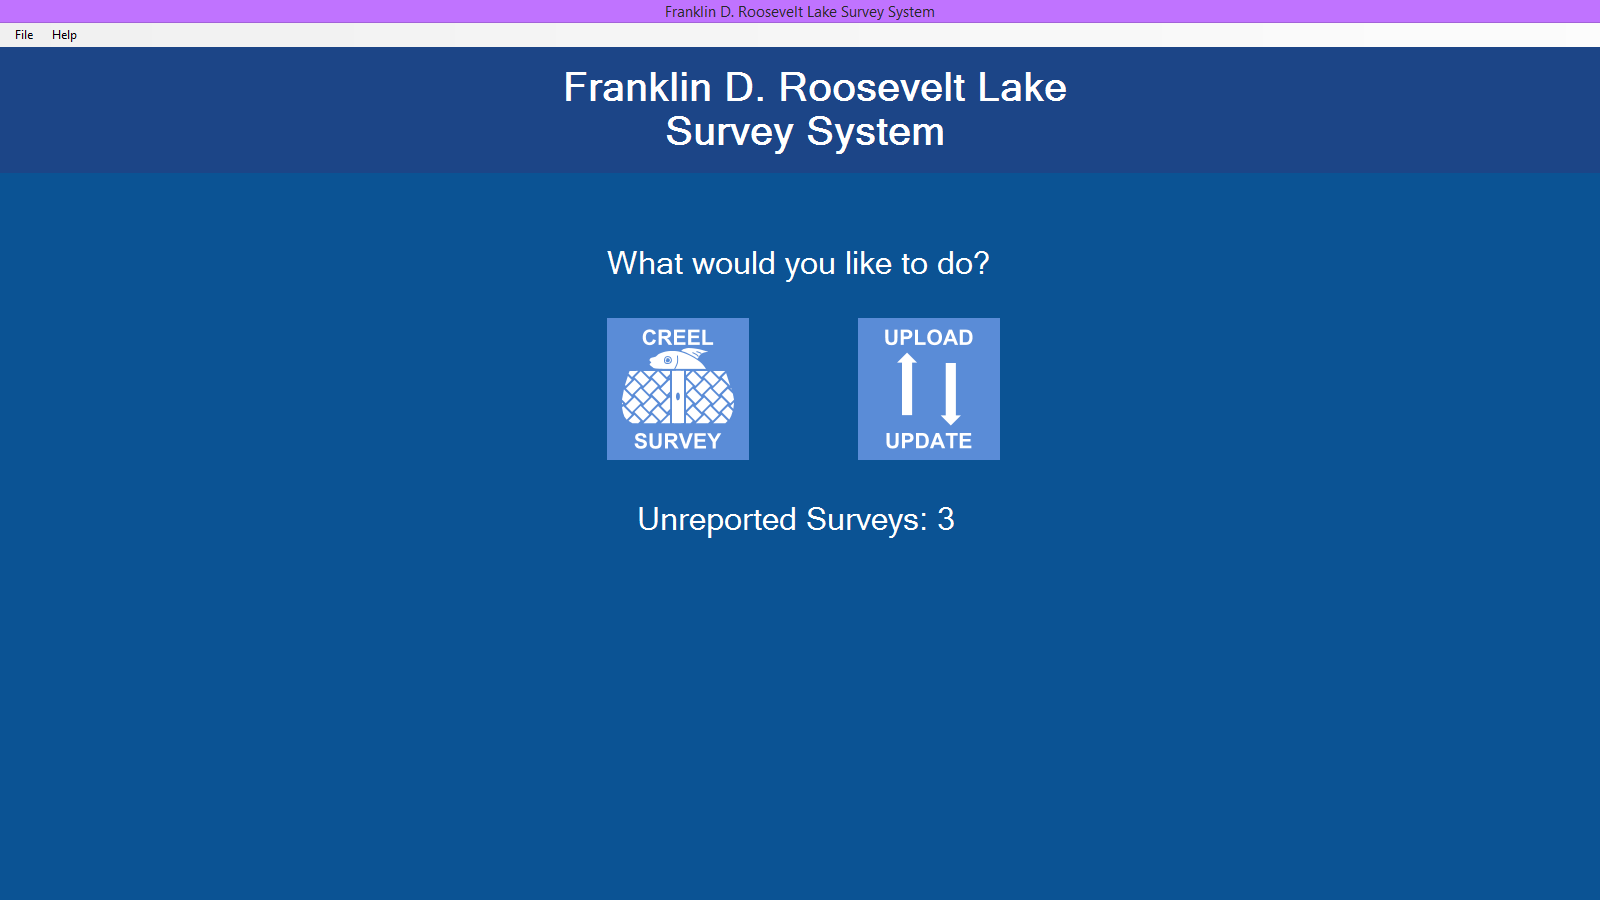 Franklin D. Roosevelt Lake Survey System
File Help
Franklin D. Roosevelt Lake
Survey System
What would you like to do?
CREEL
SURVEY
UPLOAD
UPDATE
Unreported Surveys: 3